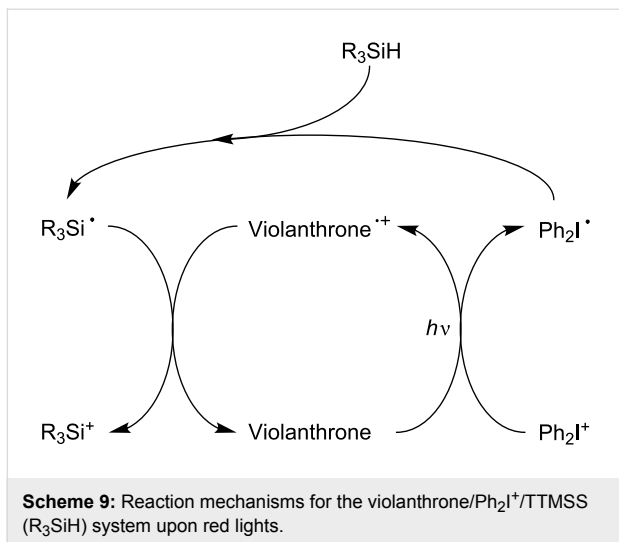 R₃SiH
R₃Si• Violanthrone•+ Ph₂I•
hν
R₃Si⁺ Violanthrone Ph₂I⁺
Scheme 9: Reaction mechanisms for the violanthrone/Ph₂I⁺/TTMSS
(R₃SiH) system upon red lights.